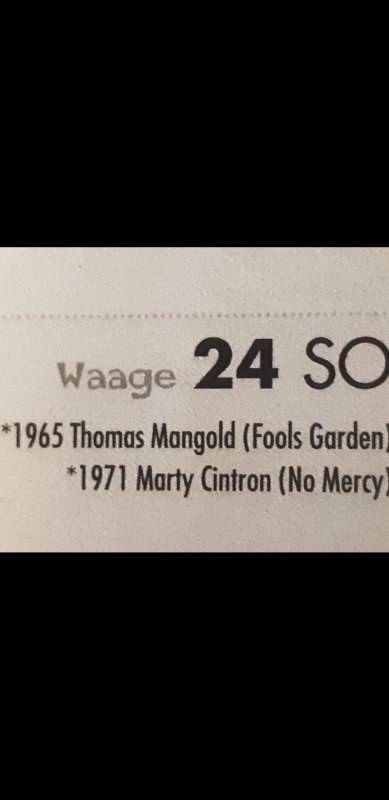 Waage 24 SO
*1965 Thomas Mangold (Fools Garden)
*1971 Marty Cintron (No Mercy)